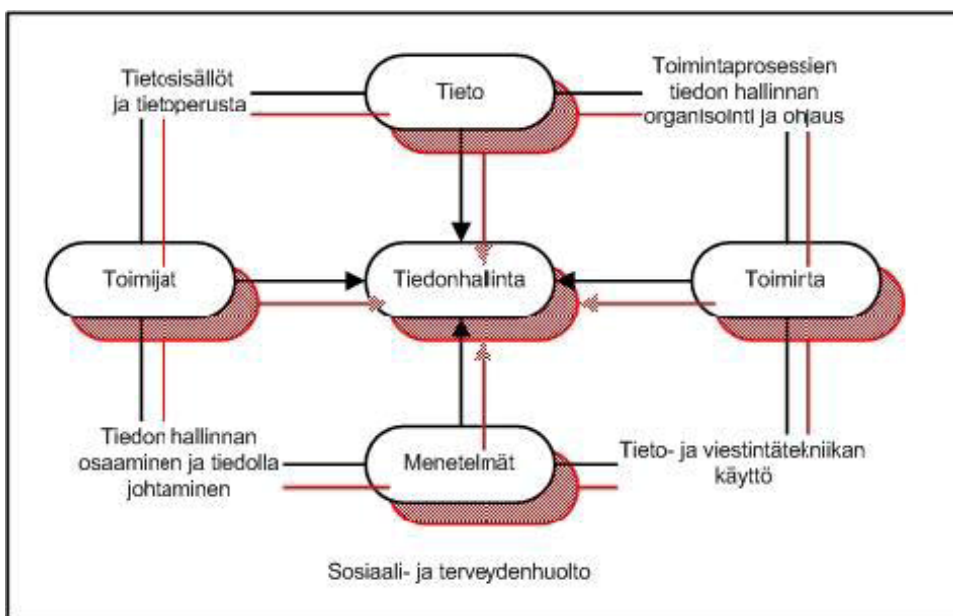 Tietosisällöt
ja tietoperusta
Tieto
Toimintaprosessien
tiedon hallinnan
organisointi ja ohjaus
Toimijat
Tiedonhallinta
Toiminta
Tiedon hallinnan
osaaminen ja tiedolla
johtaminen
Menetelmät
Tieto- ja viestintätekniikan
käyttö
Sosiaali- ja terveydenhuolto